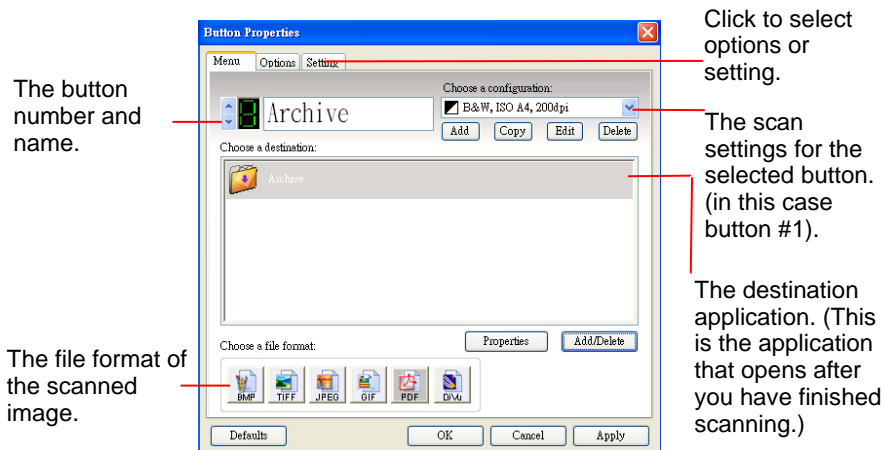 Button Properties
Menu Options Setting
Click to select
options or
setting.
The button
number and
name.
Archive
Choose a configuration:
B&W, ISO A4, 200dpi
Add Copy Edit Delete
The scan
settings for the
selected button.
(in this case
button #1).
Choose a destination:
Archive
The destination
application. (This
is the application
that opens after
you have finished
scanning.)
Properties Add/Delete
Choose a file format:
The file format of
the scanned
image.
BMP TIFF JPEG GIF PDF DjVu
Defaults OK Cancel Apply